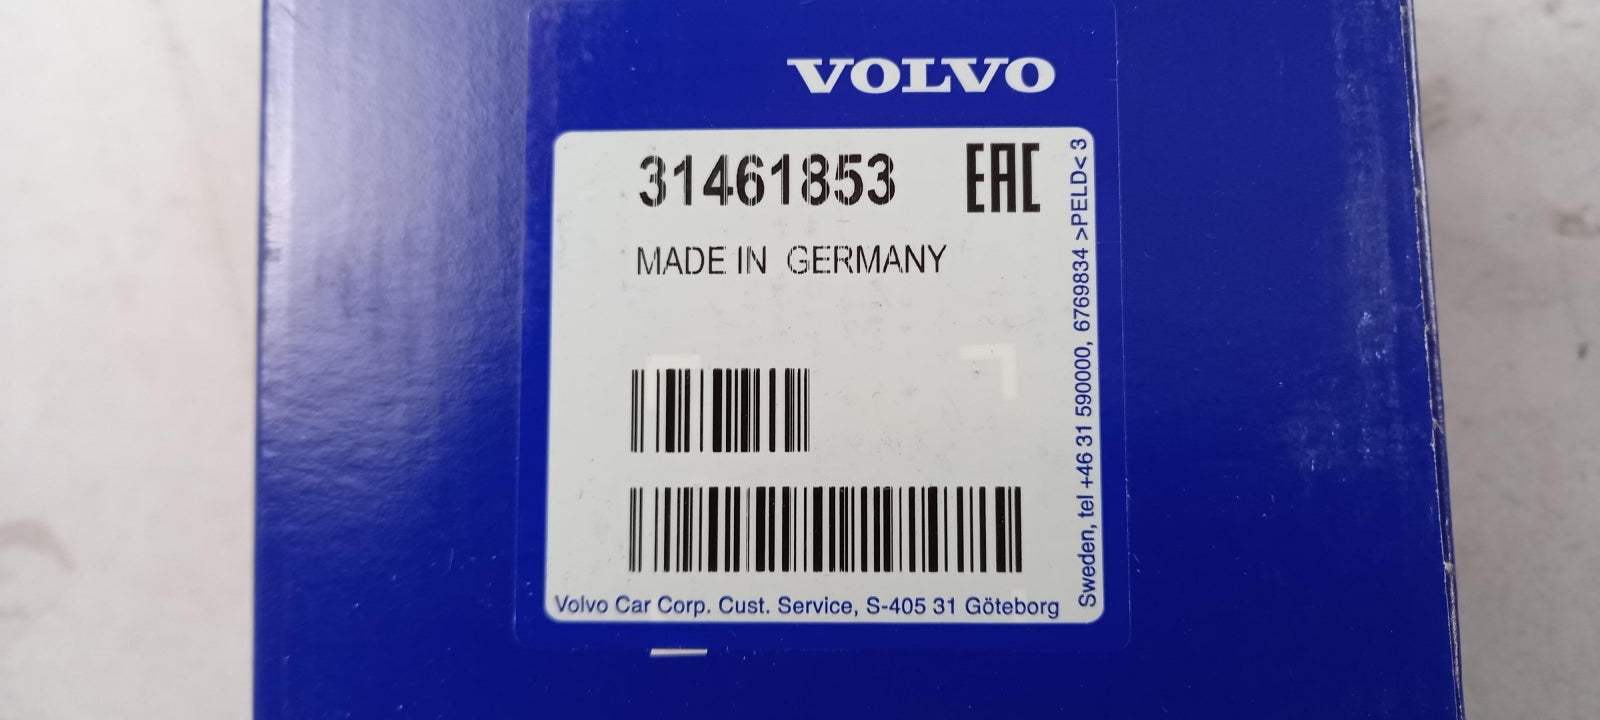 VOLVO
31461853
EAC
MADE IN GERMANY
Volvo Car Corp. Cust. Service, S-405 31 Göteborg
Sweden, tel +46 31 590000, 6769834 >PELD< 3